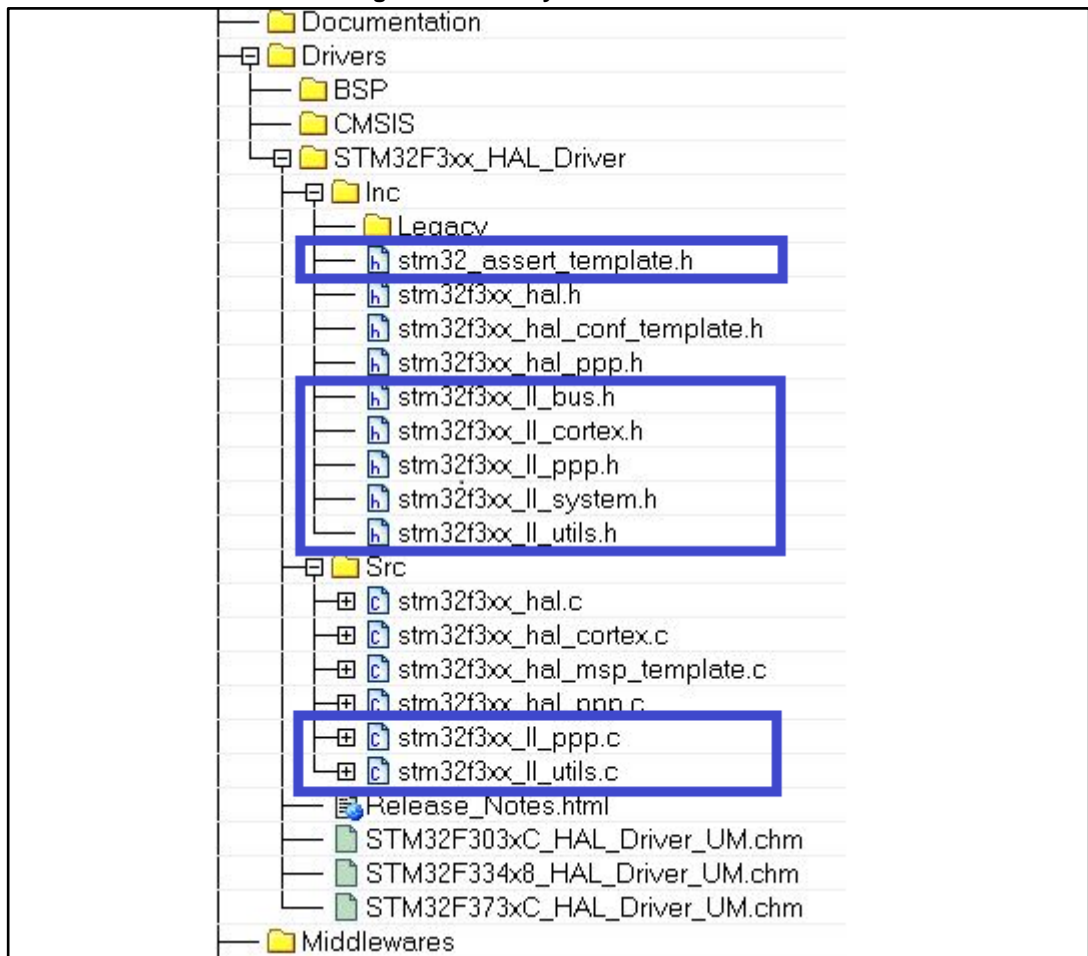 Documentation
Drivers
BSP
CMSIS
STM32F3xx_HAL_Driver
Inc
Legacy
stm32_assert_template.h
stm32f3xx_hal.h
stm32f3xx_hal_conf_template.h
stm32f3xx_hal_ppp.h
stm32f3xx_ll_bus.h
stm32f3xx_ll_cortex.h
stm32f3xx_ll_ppp.h
stm32f3xx_ll_system.h
stm32f3xx_ll_utils.h
Src
stm32f3xx_hal.c
stm32f3xx_hal_cortex.c
stm32f3xx_hal_msp_template.c
stm32f3xx_hal_ppp.c
stm32f3xx_ll_ppp.c
stm32f3xx_ll_utils.c
Release_Notes.html
STM32F303xC_HAL_Driver_UM.chm
STM32F334x8_HAL_Driver_UM.chm
STM32F373xC_HAL_Driver_UM.chm
Middlewares